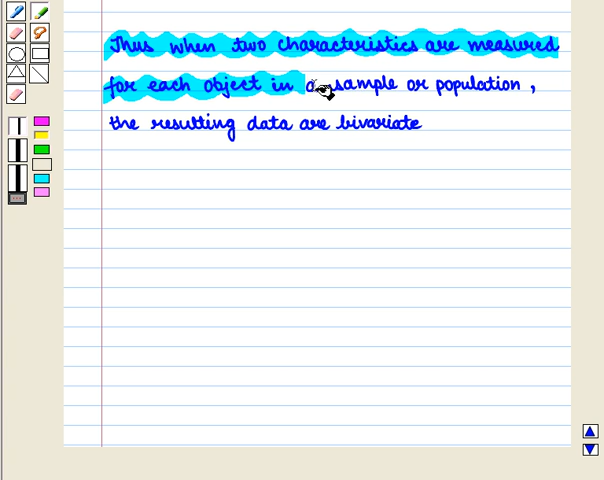 Thus when two characteristics are measured
for each object in a sample or population ,
the resulting data are bivariate